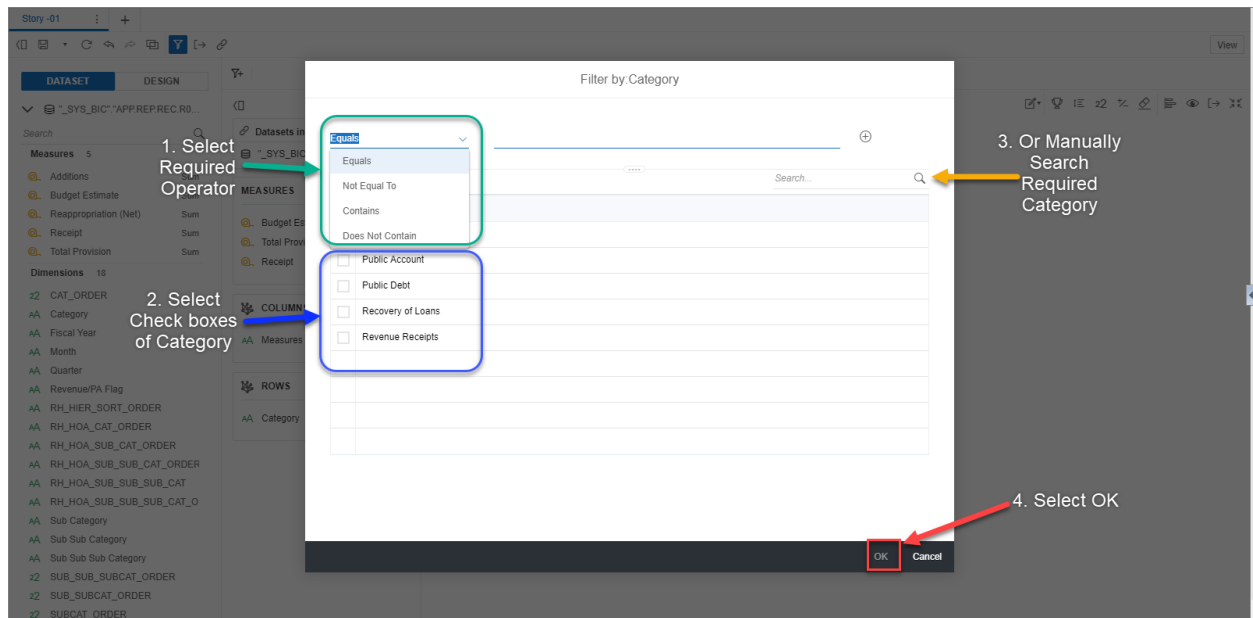 Story -01
+
View
DATASET DESIGN
"_SYS_BIC"."APP.REP.REC.R0...
Search
Measures 5
Additions Sum
Budget Estimate Sum
Reappropriation (Net) Sum
Receipt Sum
Total Provision Sum
Dimensions 18
CAT_ORDER
Category
Fiscal Year
Month
Quarter
Revenue/PA Flag
RH_HIER_SORT_ORDER
RH_HOA_CAT_ORDER
RH_HOA_SUB_CAT_ORDER
RH_HOA_SUB_SUB_CAT_ORDER
RH_HOA_SUB_SUB_SUB_CAT
RH_HOA_SUB_SUB_SUB_CAT_O
Sub Category
Sub Sub Category
Sub Sub Sub Category
SUB_SUB_SUBCAT_ORDER
SUB_SUBCAT_ORDER
SUBCAT_ORDER
Datasets in
"_SYS_BIC
MEASURES
Budget Es
Total Provi
Receipt
COLUMN
Measures
ROWS
Category
Filter by:Category
Equals
Equals
Not Equal To
Contains
Does Not Contain
Search...
Public Account
Public Debt
Recovery of Loans
Revenue Receipts
OK Cancel
1. Select
Required
Operator
2. Select
Check boxes
of Category
3. Or Manually
Search
Required
Category
4. Select OK